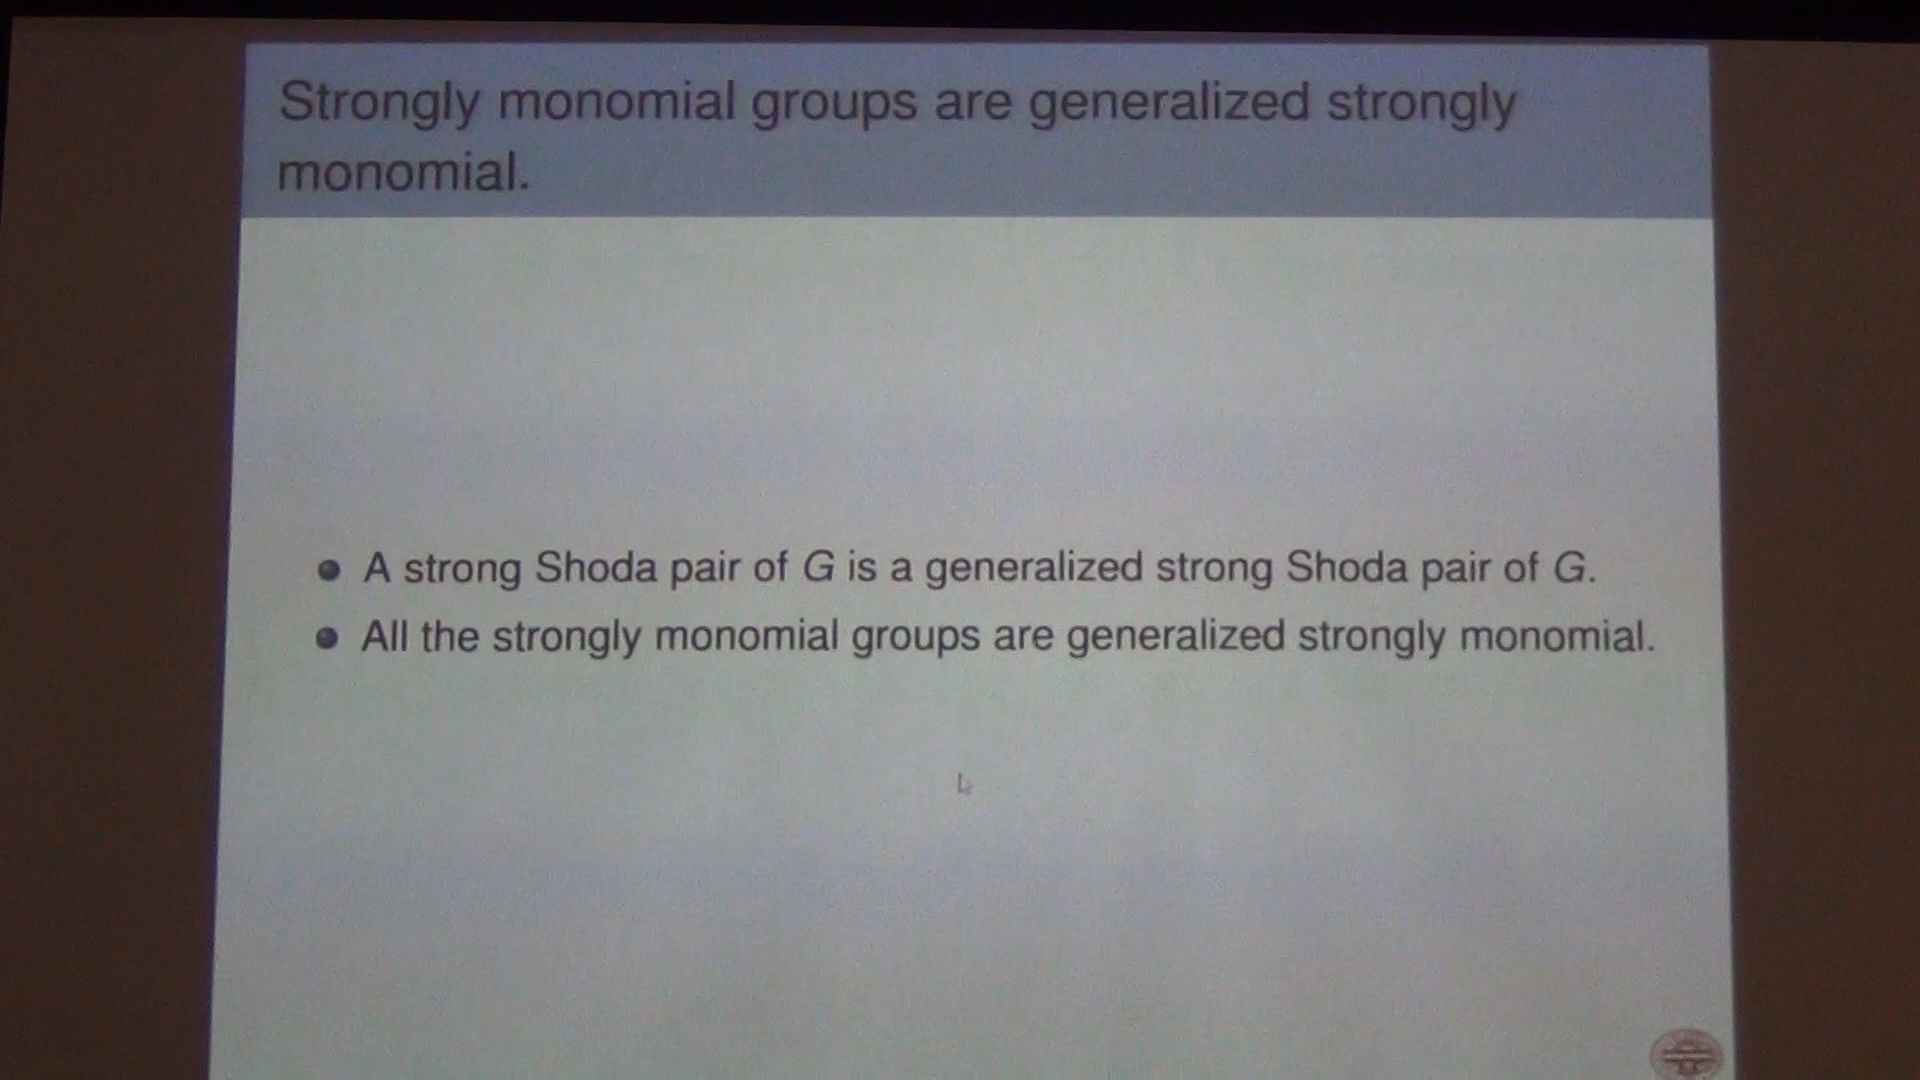 Strongly monomial groups are generalized strongly
monomial.
A strong Shoda pair of G is a generalized strong Shoda pair of G.
All the strongly monomial groups are generalized strongly monomial.